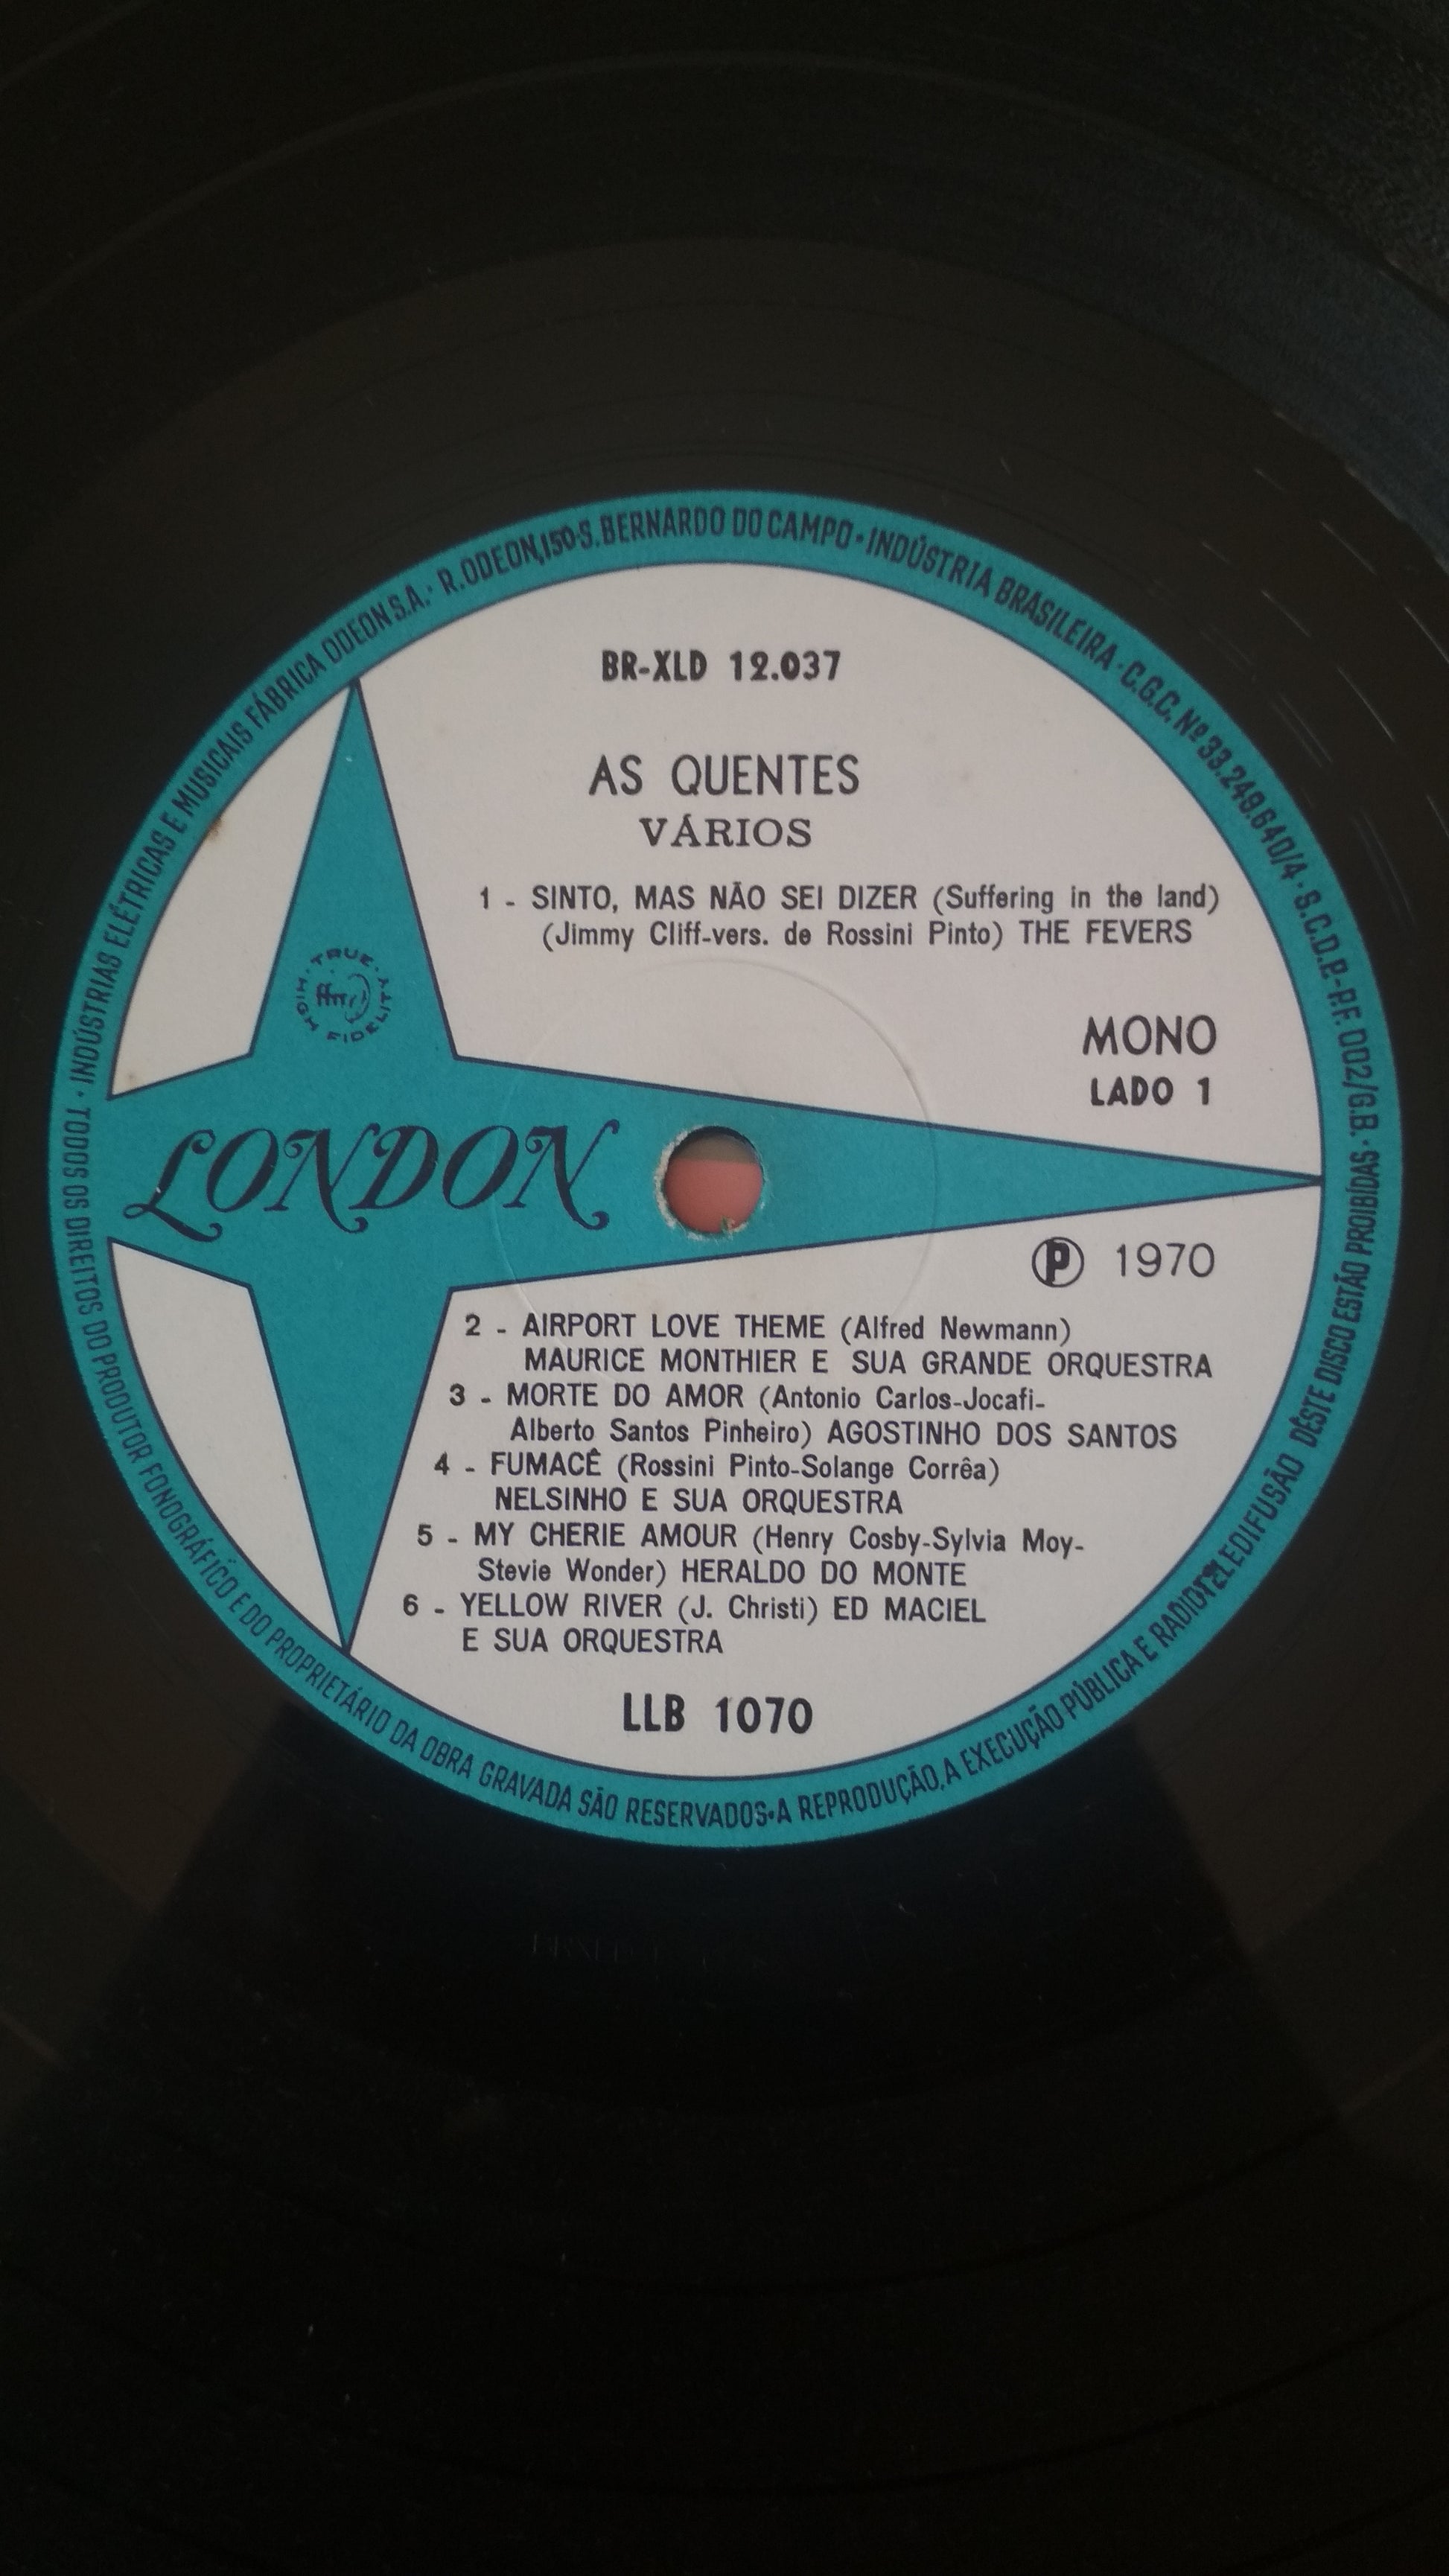 INDÚSTRIAS ELÉTRICAS E MUSICAIS FÁBRICA ODEON S.A.· R. ODEON, 150·S. BERNARDO DO CAMPO · INDÚSTRIA BRASILEIRA · C.G.C. Nº 33.249.640/4 · S.C.D.P.-P.F. 002/G.B.·
BR-XLD 12.037
AS QUENTES
VÁRIOS
1 - SINTO, MAS NÃO SEI DIZER (Suffering in the land)
(Jimmy Cliff-vers. de Rossini Pinto) THE FEVERS
· TRUE ·
ffrr
HIGH FIDELITY
MONO
LADO 1
LONDON
Ⓟ 1970
2 - AIRPORT LOVE THEME (Alfred Newmann)
MAURICE MONTHIER E SUA GRANDE ORQUESTRA
3 - MORTE DO AMOR (Antonio Carlos-Jocafi-
Alberto Santos Pinheiro) AGOSTINHO DOS SANTOS
4 - FUMACÊ (Rossini Pinto-Solange Corrêa)
NELSINHO E SUA ORQUESTRA
5 - MY CHERIE AMOUR (Henry Cosby-Sylvia Moy-
Stevie Wonder) HERALDO DO MONTE
6 - YELLOW RIVER (J. Christi) ED MACIEL
E SUA ORQUESTRA
LLB 1070
· TODOS OS DIREITOS DO PRODUTOR FONOGRÁFICO E DO PROPRIETÁRIO DA OBRA GRAVADA SÃO RESERVADOS·A REPRODUÇÃO, A EXECUÇÃO PÚBLICA E RADIOTELEDIFUSÃO DÊSTE DISCO ESTÃO PROIBÍDAS